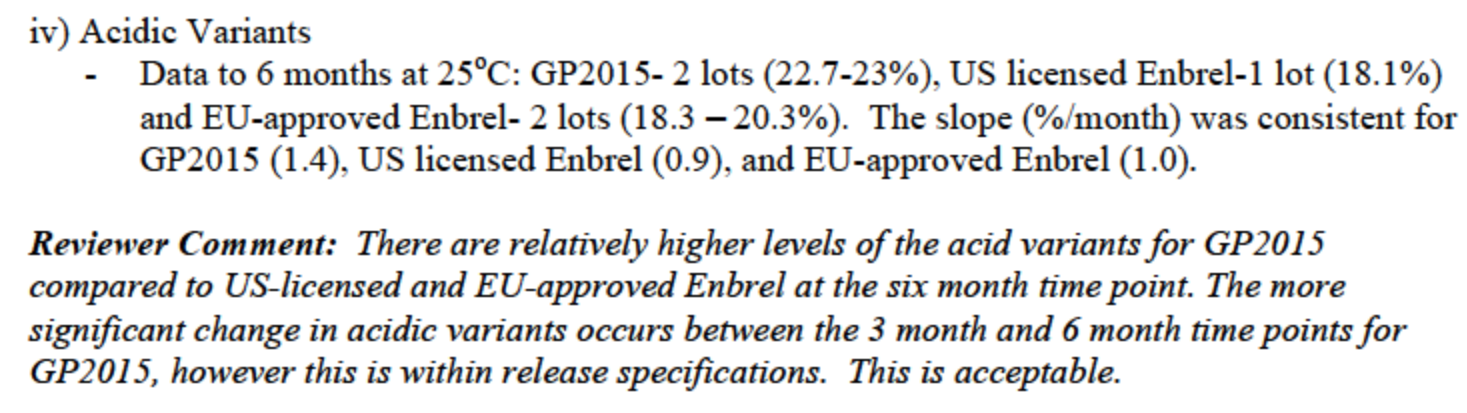 iv) Acidic Variants
- Data to 6 months at 25°C: GP2015- 2 lots (22.7-23%), US licensed Enbrel-1 lot (18.1%)
and EU-approved Enbrel- 2 lots (18.3 – 20.3%).  The slope (%/month) was consistent for
GP2015 (1.4), US licensed Enbrel (0.9), and EU-approved Enbrel (1.0).
Reviewer Comment:  There are relatively higher levels of the acid variants for GP2015
compared to US-licensed and EU-approved Enbrel at the six month time point. The more
significant change in acidic variants occurs between the 3 month and 6 month time points for
GP2015, however this is within release specifications.  This is acceptable.